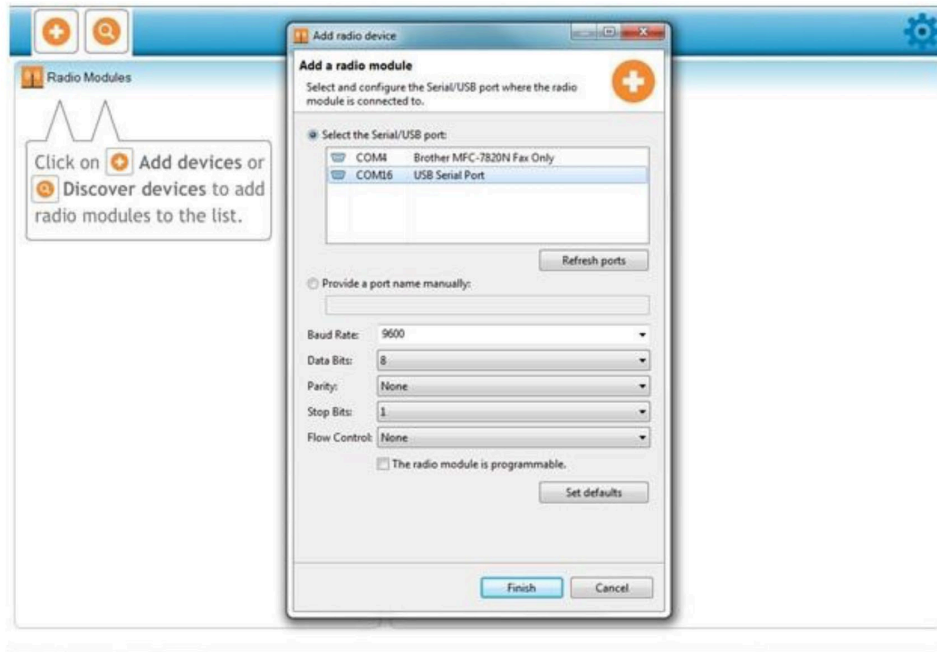 Add radio device
Radio Modules
Click on Add devices or
Discover devices to add
radio modules to the list.
Add a radio module
Select and configure the Serial/USB port where the radio
module is connected to.
Select the Serial/USB port:
COM4 Brother MFC-7820N Fax Only
COM16 USB Serial Port
Refresh ports
Provide a port name manually:
Baud Rate: 9600
Data Bits: 8
Parity: None
Stop Bits: 1
Flow Control: None
The radio module is programmable.
Set defaults
Finish Cancel